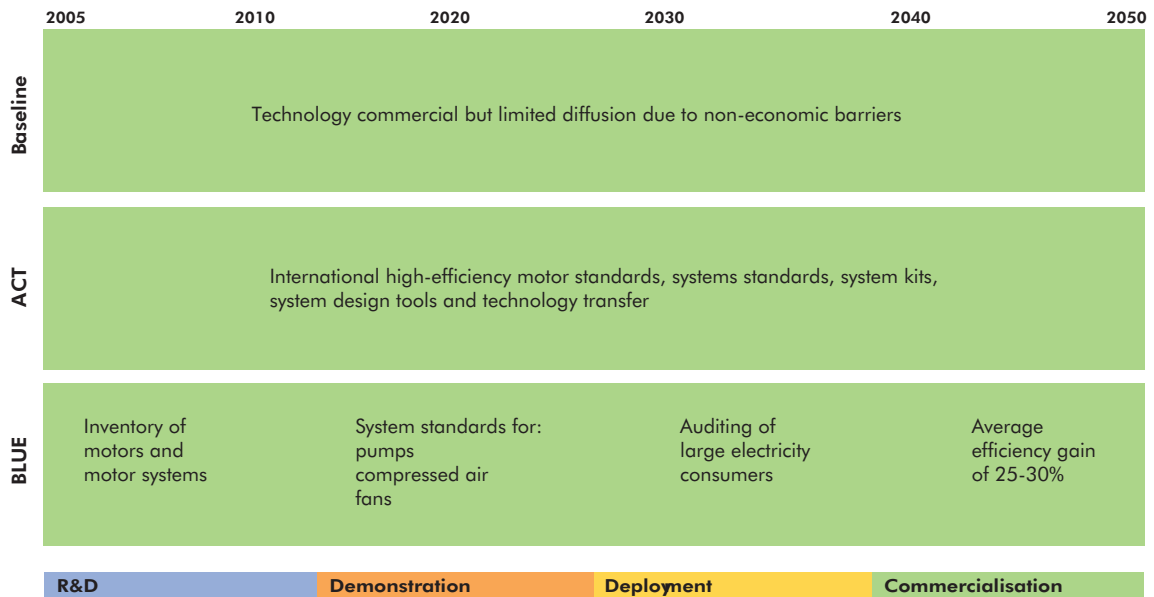 2005 2010 2020 2030 2040 2050
Baseline
Technology commercial but limited diffusion due to non-economic barriers
ACT
International high-efficiency motor standards, systems standards, system kits,
system design tools and technology transfer
BLUE
Inventory of
motors and
motor systems
System standards for:
pumps
compressed air
fans
Auditing of
large electricity
consumers
Average
efficiency gain
of 25-30%
R&D Demonstration Deployment Commercialisation